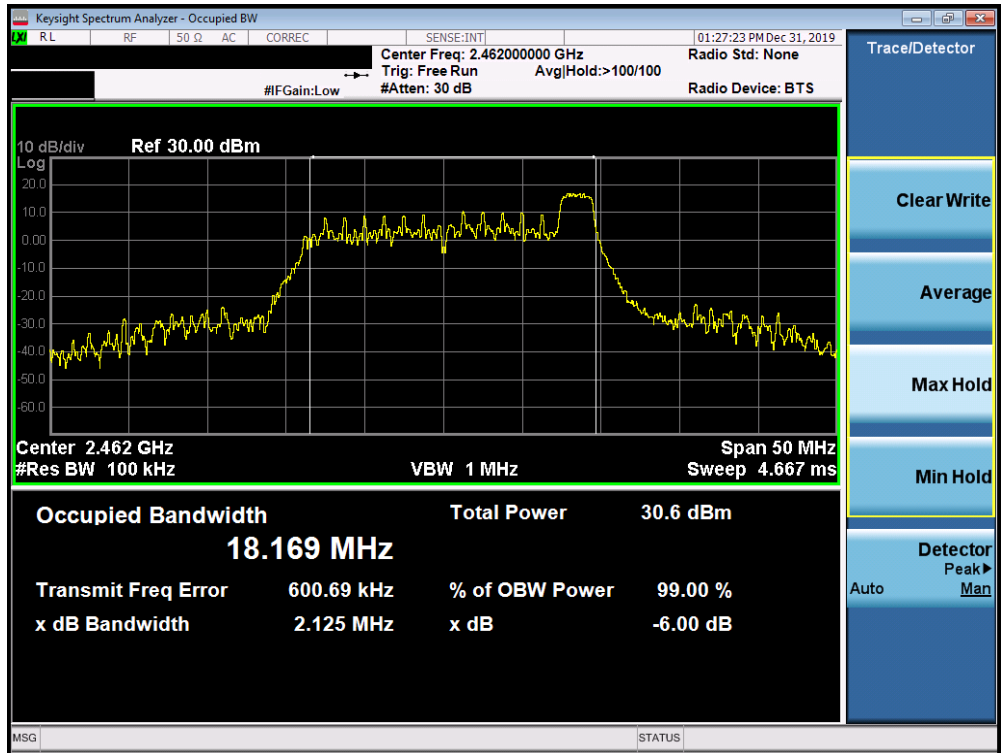 Keysight Spectrum Analyzer - Occupied BW
LXI RL RF 50 Ω AC CORREC SENSE:INT 01:27:23 PM Dec 31, 2019
Center Freq: 2.462000000 GHz Radio Std: None
Trig: Free Run Avg|Hold:>100/100
#IFGain:Low #Atten: 30 dB Radio Device: BTS
Trace/Detector
10 dB/div Ref 30.00 dBm
Log
20.0
10.0
0.00
-10.0
-20.0
-30.0
-40.0
-50.0
-60.0
Center 2.462 GHz Span 50 MHz
#Res BW 100 kHz VBW 1 MHz Sweep 4.667 ms
Occupied Bandwidth Total Power 30.6 dBm
18.169 MHz
Transmit Freq Error 600.69 kHz % of OBW Power 99.00 %
x dB Bandwidth 2.125 MHz x dB -6.00 dB
Clear Write
Average
Max Hold
Min Hold
Detector
Peak▶
Auto Man
MSG STATUS